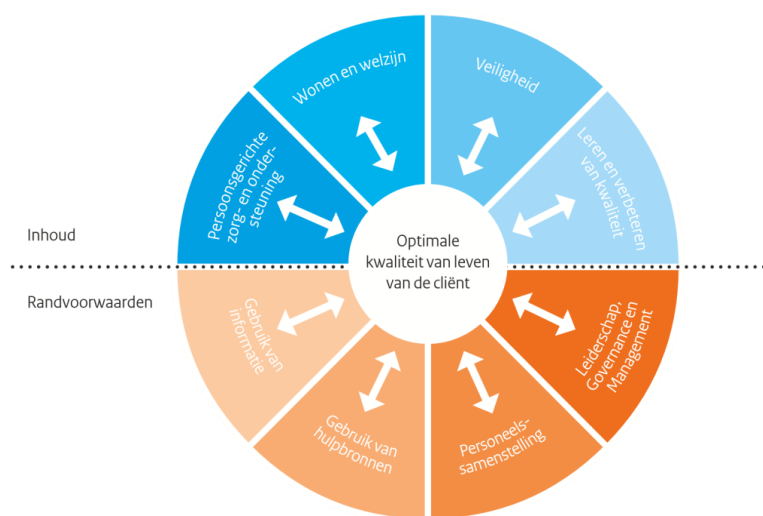 Wonen en welzijn
Veiligheid
Persoonsgerichte
zorg- en onder-
steuning
Leren en verbeteren
van kwaliteit
Inhoud
Optimale
kwaliteit van leven
van de cliënt
Randvoorwaarden
Gebruik van
informatie
Leiderschap,
Governance en
Management
Gebruik van
hulpbronnen
Personeels-
samenstelling